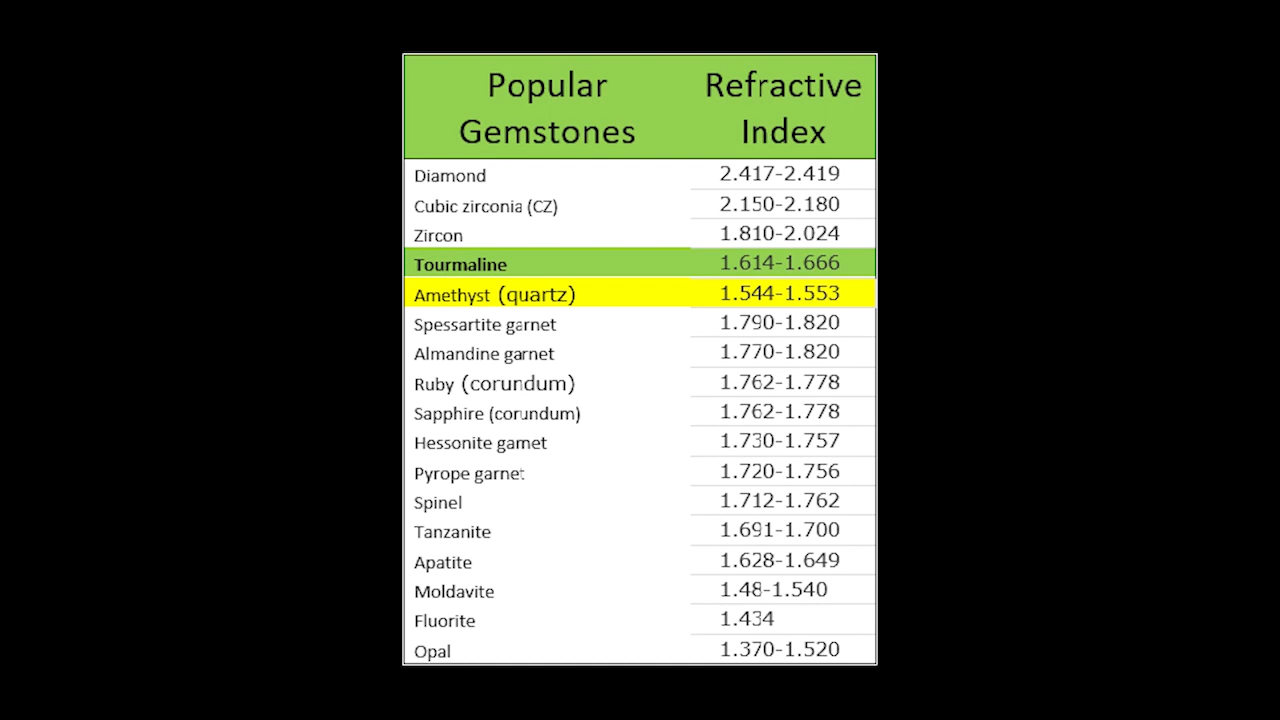 Popular Gemstones Refractive Index
Diamond 2.417-2.419
Cubic zirconia (CZ) 2.150-2.180
Zircon 1.810-2.024
Tourmaline 1.614-1.666
Amethyst (quartz) 1.544-1.553
Spessartite garnet 1.790-1.820
Almandine garnet 1.770-1.820
Ruby (corundum) 1.762-1.778
Sapphire (corundum) 1.762-1.778
Hessonite garnet 1.730-1.757
Pyrope garnet 1.720-1.756
Spinel 1.712-1.762
Tanzanite 1.691-1.700
Apatite 1.628-1.649
Moldavite 1.48-1.540
Fluorite 1.434
Opal 1.370-1.520